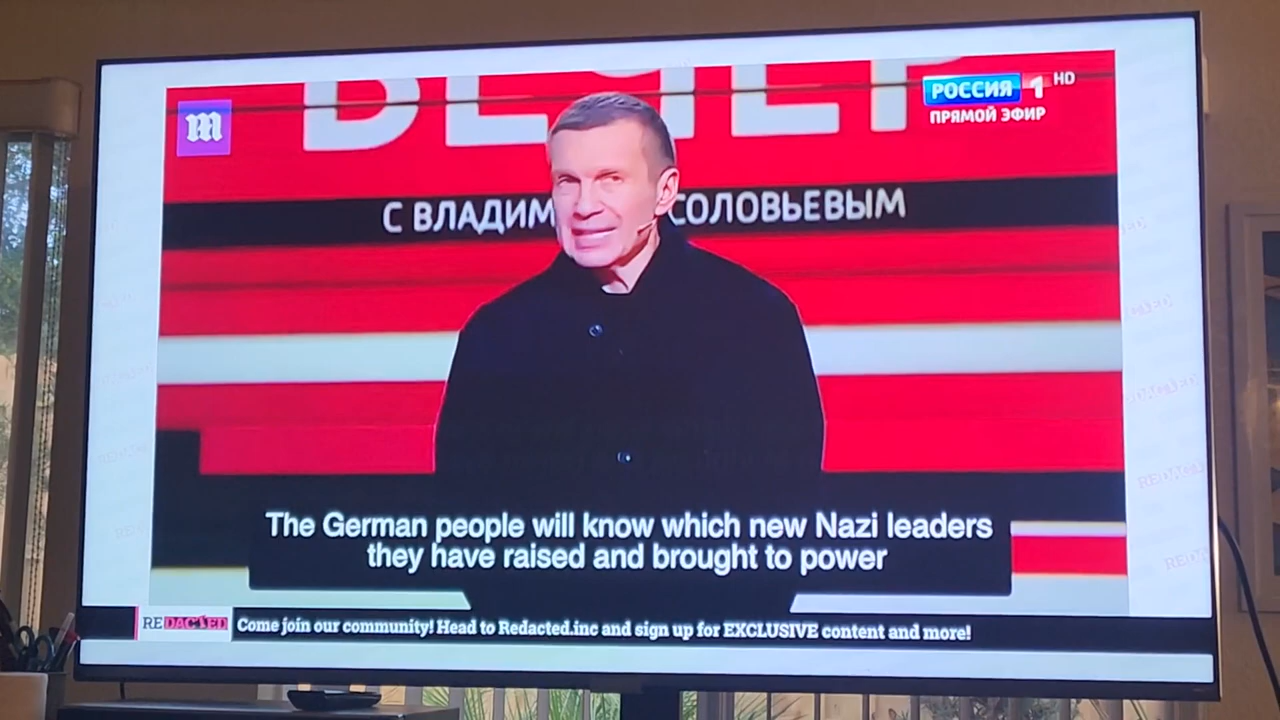 ВЕЧЕР
m
РОССИЯ 1 HD
ПРЯМОЙ ЭФИР
С ВЛАДИМ СОЛОВЬЕВЫМ
The German people will know which new Nazi leaders
they have raised and brought to power
REDACTED Come join our community! Head to Redacted.inc and sign up for EXCLUSIVE content and more!